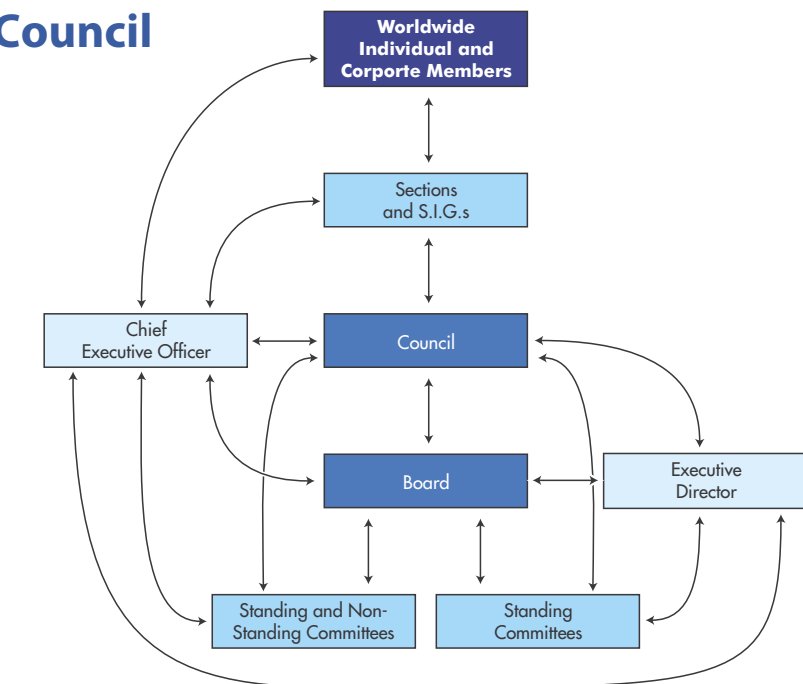 Council
Worldwide
Individual and
Corporte Members
Sections
and S.I.G.s
Chief
Executive Officer
Council
Board
Executive
Director
Standing and Non-
Standing Committees
Standing
Committees